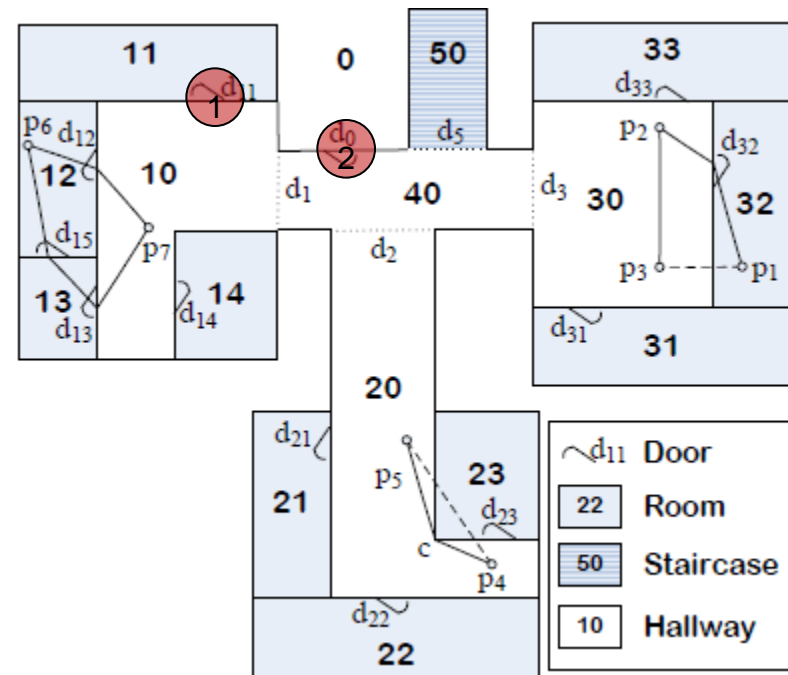 11
0
50
33
d11
1
d33
p6
d12
d0
2
d5
p2
d32
12
10
d1
40
d3
30
32
d15
p7
d2
p3
p1
13
14
d13
d14
d31
31
20
d21
p5
23
21
d23
c
p4
d22
22
d11 Door
22 Room
50 Staircase
10 Hallway